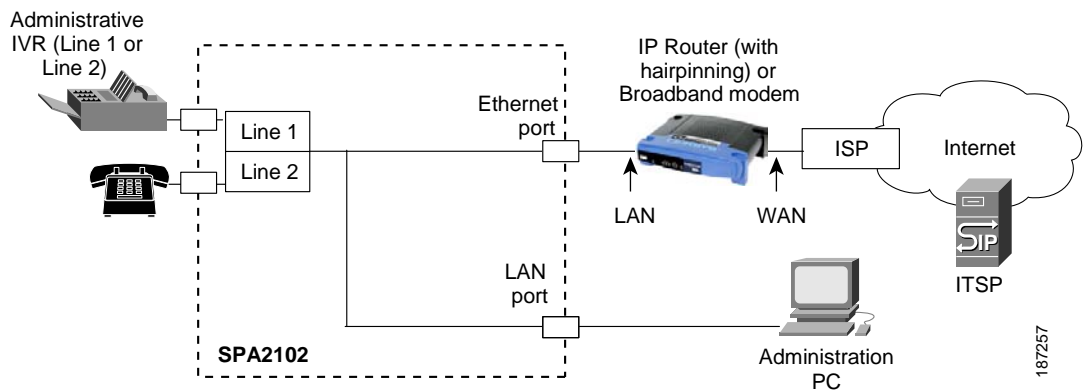 Administrative
IVR (Line 1 or
Line 2)
Line 1
Line 2
Ethernet
port
IP Router (with
hairpinning) or
Broadband modem
ISP
Internet
LAN
WAN
SIP
ITSP
LAN
port
SPA2102
Administration
PC
187257